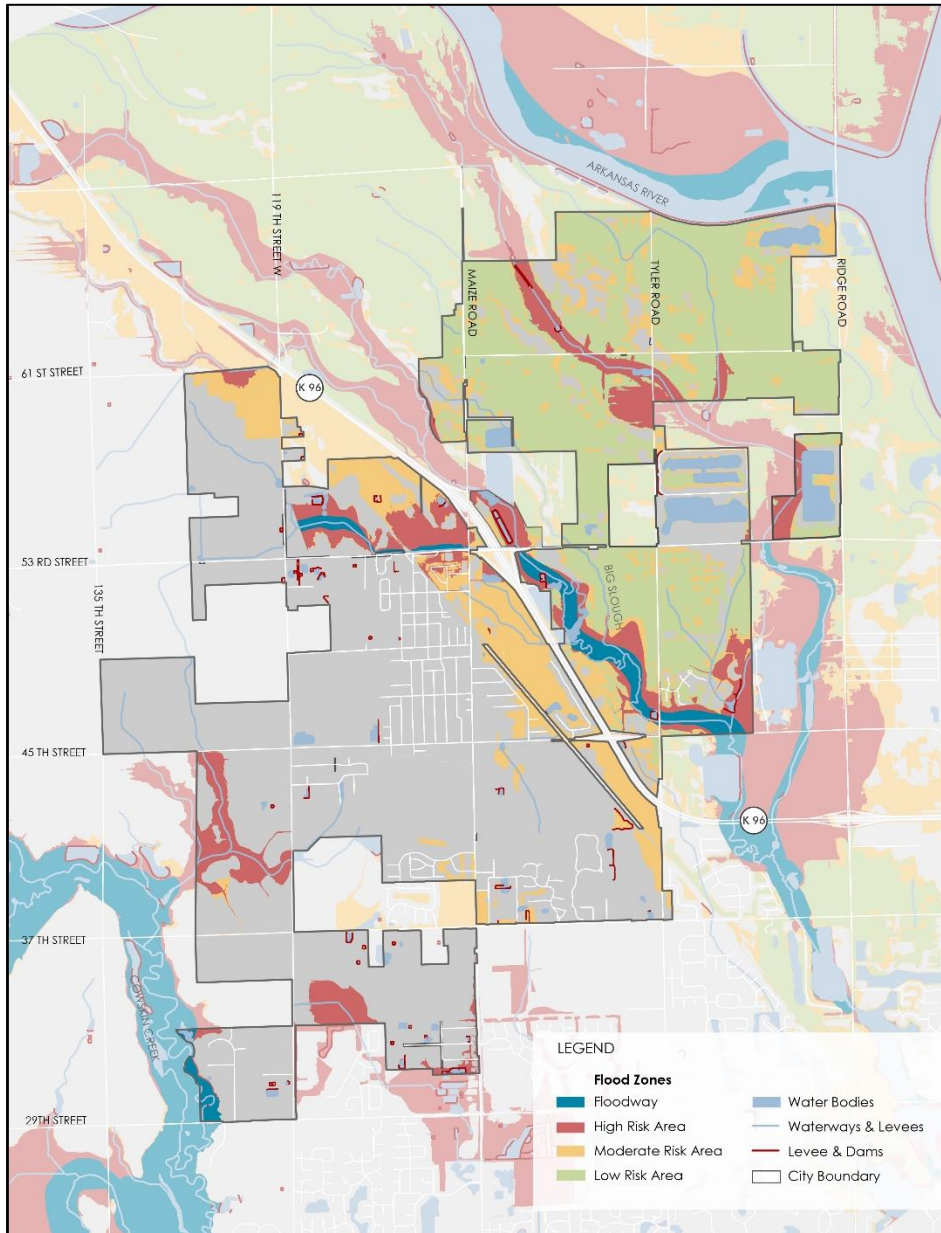 ARKANSAS RIVER
119 TH STREET W
MAIZE ROAD
TYLER ROAD
RIDGE ROAD
61 ST STREET
K 96
53 RD STREET
135 TH STREET
BIG SLOUGH
45 TH STREET
K 96
37 TH STREET
COWSKIN CREEK
29TH STREET
LEGEND
Flood Zones
Floodway
High Risk Area
Moderate Risk Area
Low Risk Area
Water Bodies
Waterways & Levees
Levee & Dams
City Boundary